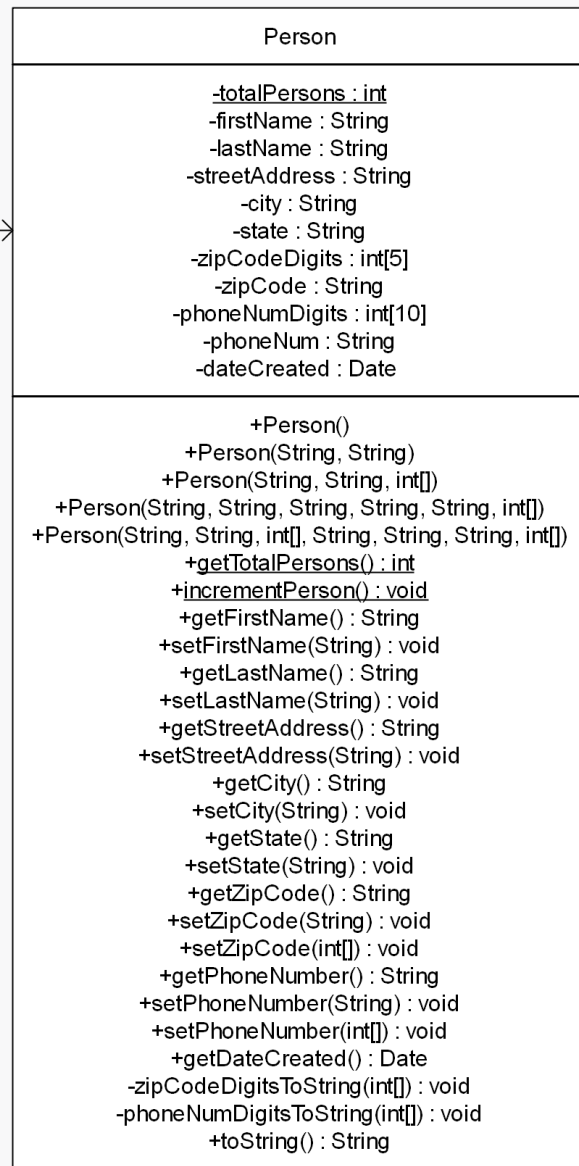 Person
-totalPersons : int
-firstName : String
-lastName : String
-streetAddress : String
-city : String
-state : String
-zipCodeDigits : int[5]
-zipCode : String
-phoneNumDigits : int[10]
-phoneNum : String
-dateCreated : Date
+Person()
+Person(String, String)
+Person(String, String, int[])
+Person(String, String, String, String, String, int[])
+Person(String, String, int[], String, String, String, int[])
+getTotalPersons() : int
+incrementPerson() : void
+getFirstName() : String
+setFirstName(String) : void
+getLastName() : String
+setLastName(String) : void
+getStreetAddress() : String
+setStreetAddress(String) : void
+getCity() : String
+setCity(String) : void
+getState() : String
+setState(String) : void
+getZipCode() : String
+setZipCode(String) : void
+setZipCode(int[]) : void
+getPhoneNumber() : String
+setPhoneNumber(String) : void
+setPhoneNumber(int[]) : void
+getDateCreated() : Date
-zipCodeDigitsToString(int[]) : void
-phoneNumDigitsToString(int[]) : void
+toString() : String